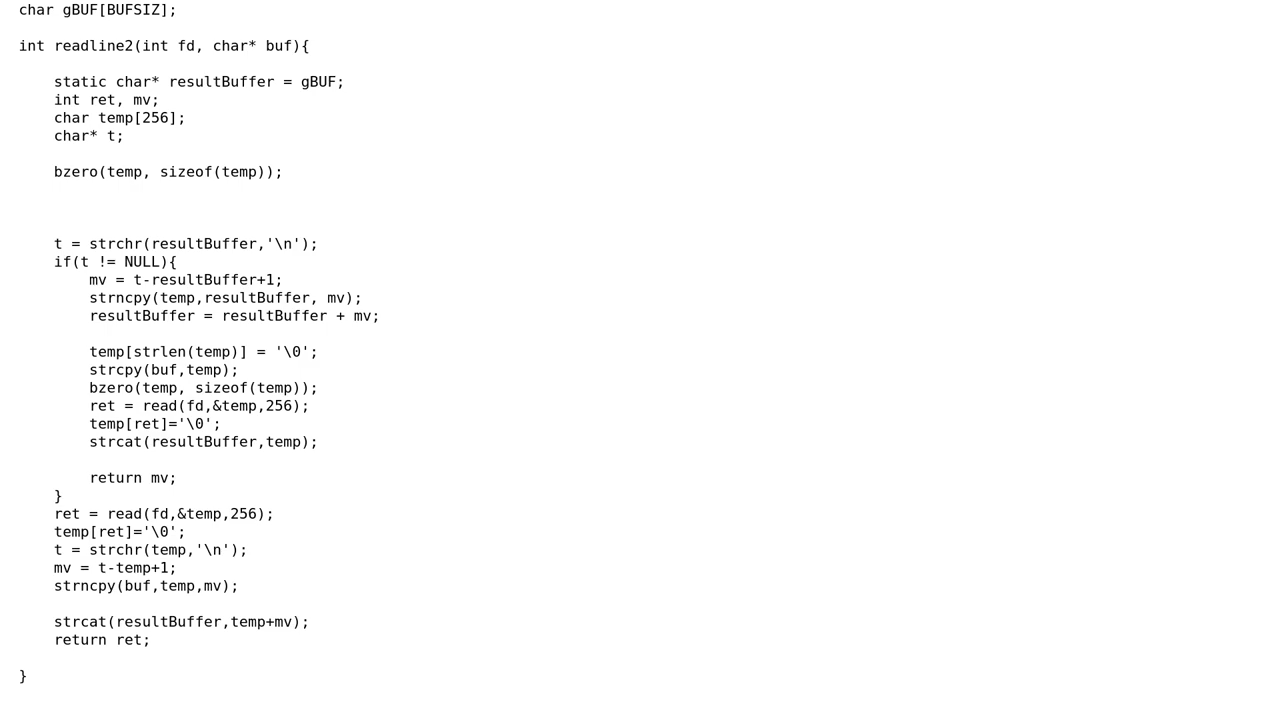 char gBUF[BUFSIZ];
int readline2(int fd, char* buf){
    static char* resultBuffer = gBUF;
    int ret, mv;
    char temp[256];
    char* t;
    bzero(temp, sizeof(temp));
    t = strchr(resultBuffer,'\n');
    if(t != NULL){
        mv = t-resultBuffer+1;
        strncpy(temp,resultBuffer, mv);
        resultBuffer = resultBuffer + mv;
        temp[strlen(temp)] = '\0';
        strcpy(buf,temp);
        bzero(temp, sizeof(temp));
        ret = read(fd,&temp,256);
        temp[ret]='\0';
        strcat(resultBuffer,temp);
        return mv;
    }
    ret = read(fd,&temp,256);
    temp[ret]='\0';
    t = strchr(temp,'\n');
    mv = t-temp+1;
    strncpy(buf,temp,mv);
    strcat(resultBuffer,temp+mv);
    return ret;
}